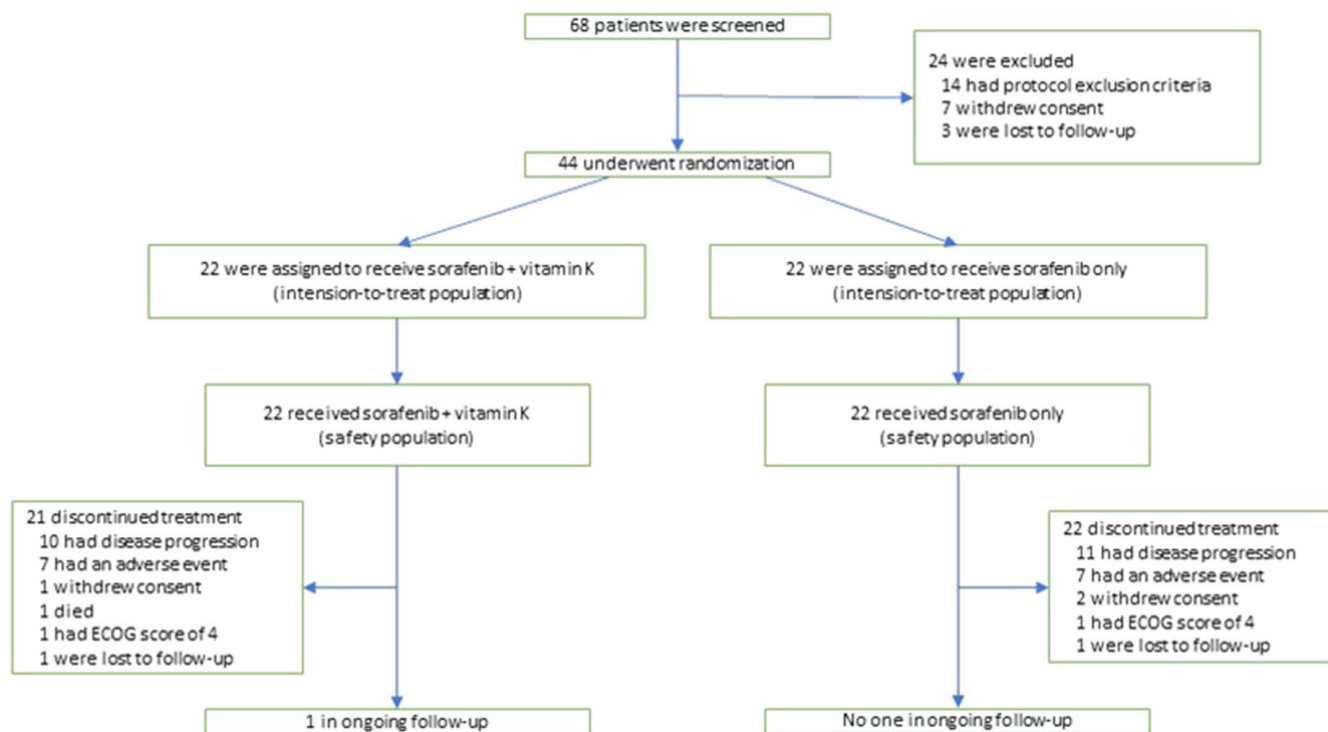 68 patients were screened
24 were excluded
14 had protocol exclusion criteria
7 withdrew consent
3 were lost to follow-up
44 underwent randomization
22 were assigned to receive sorafenib + vitamin K
(intension-to-treat population)
22 were assigned to receive sorafenib only
(intension-to-treat population)
22 received sorafenib + vitamin K
(safety population)
22 received sorafenib only
(safety population)
21 discontinued treatment
10 had disease progression
7 had an adverse event
1 withdrew consent
1 died
1 had ECOG score of 4
1 were lost to follow-up
22 discontinued treatment
11 had disease progression
7 had an adverse event
2 withdrew consent
1 had ECOG score of 4
1 were lost to follow-up
1 in ongoing follow-up
No one in ongoing follow-up